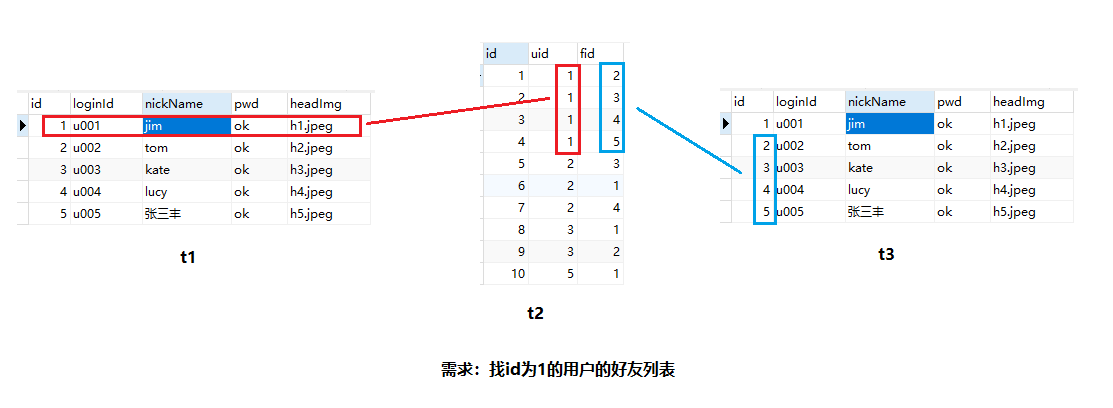 id loginId nickName pwd headImg
1 u001 jim ok h1.jpeg
2 u002 tom ok h2.jpeg
3 u003 kate ok h3.jpeg
4 u004 lucy ok h4.jpeg
5 u005 张三丰 ok h5.jpeg
t1
id uid fid
1 1 2
2 1 3
3 1 4
4 1 5
5 2 3
6 2 1
7 2 4
8 3 1
9 3 2
10 5 1
t2
id loginId nickName pwd headImg
1 u001 jim ok h1.jpeg
2 u002 tom ok h2.jpeg
3 u003 kate ok h3.jpeg
4 u004 lucy ok h4.jpeg
5 u005 张三丰 ok h5.jpeg
t3
需求：找id为1的用户的好友列表